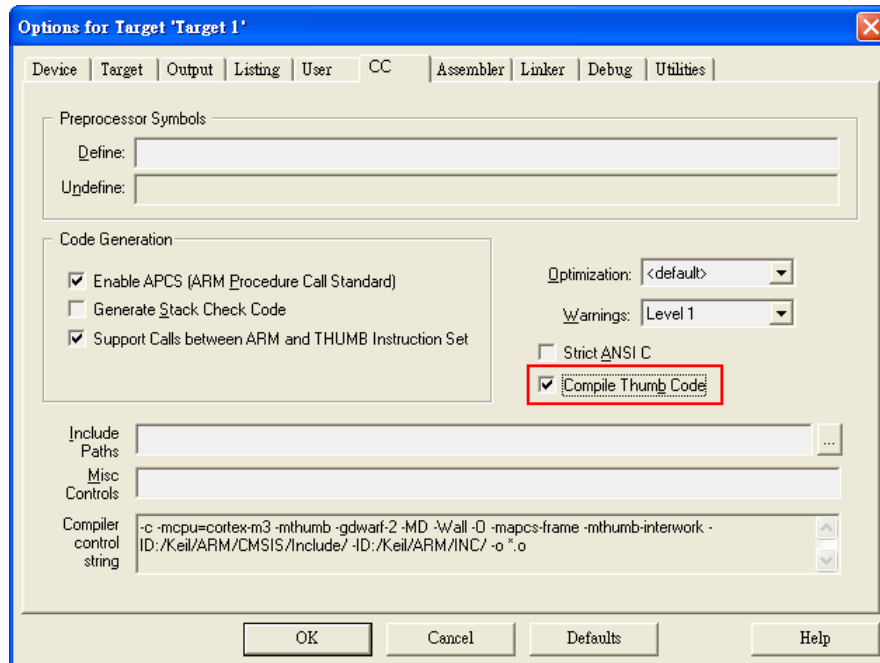 Options for Target 'Target 1'
Device Target Output Listing User CC Assembler Linker Debug Utilities
Preprocessor Symbols
Define:
Undefine:
Code Generation
Enable APCS (ARM Procedure Call Standard)
Generate Stack Check Code
Support Calls between ARM and THUMB Instruction Set
Optimization: <default>
Warnings: Level 1
Strict ANSI C
Compile Thumb Code
Include
Paths
...
Misc
Controls
Compiler
control
string
-c -mcpu=cortex-m3 -mthumb -gdwarf-2 -MD -Wall -O -mapcs-frame -mthumb-interwork -
ID:/Keil/ARM/CMSIS/Include/ -ID:/Keil/ARM/INC/ -o *.o
OK Cancel Defaults Help